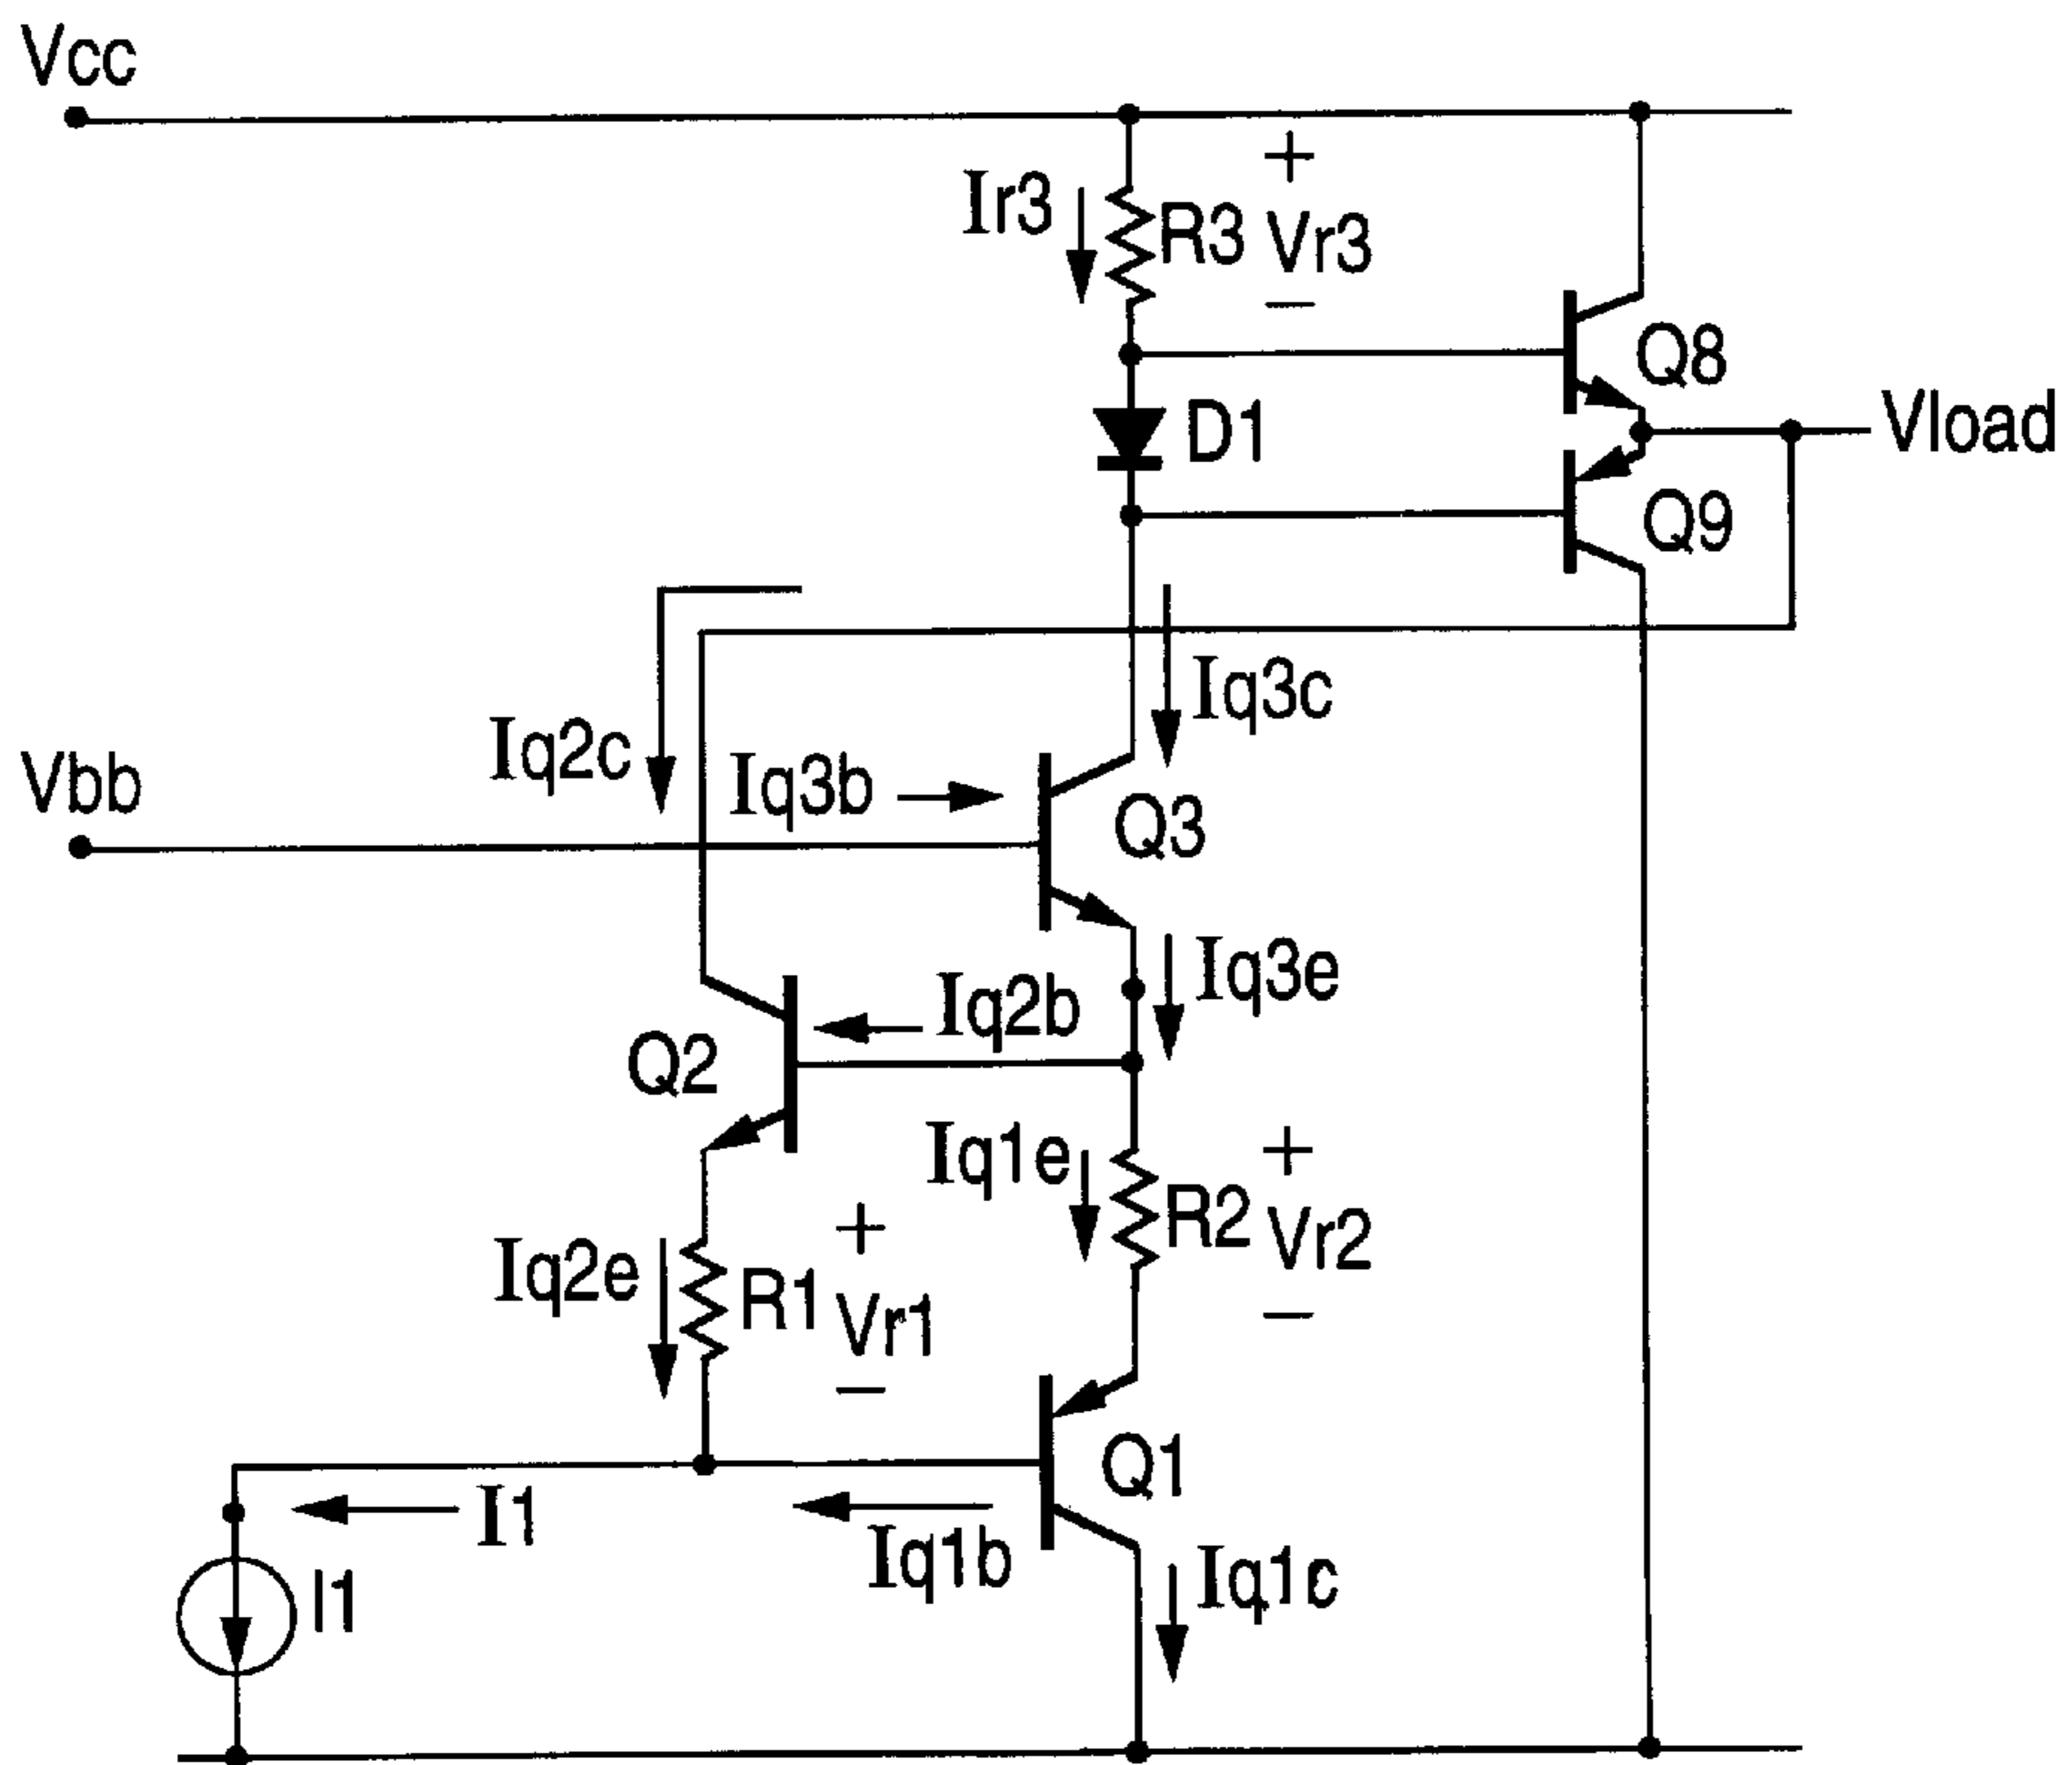 Vcc
Ir3
R3
+
Vr3
−
Q8
D1
Vload
Q9
Iq3c
Iq2c
Iq3b
Vbb
Q3
Iq3e
Iq2b
Q2
Iq1e
+
R2
Vr2
−
Iq2e
R1
+
Vr1
−
Q1
I1
Iq1b
Iq1c
I1